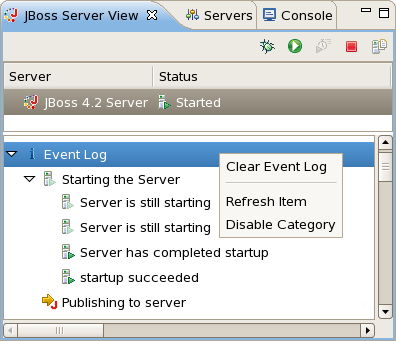 JBoss Server View Servers Console
Server Status
JBoss 4.2 Server Started
Event Log
Clear Event Log
Starting the Server
Server is still starting
Refresh Item
Server is still starting
Disable Category
Server has completed startup
startup succeeded
Publishing to server